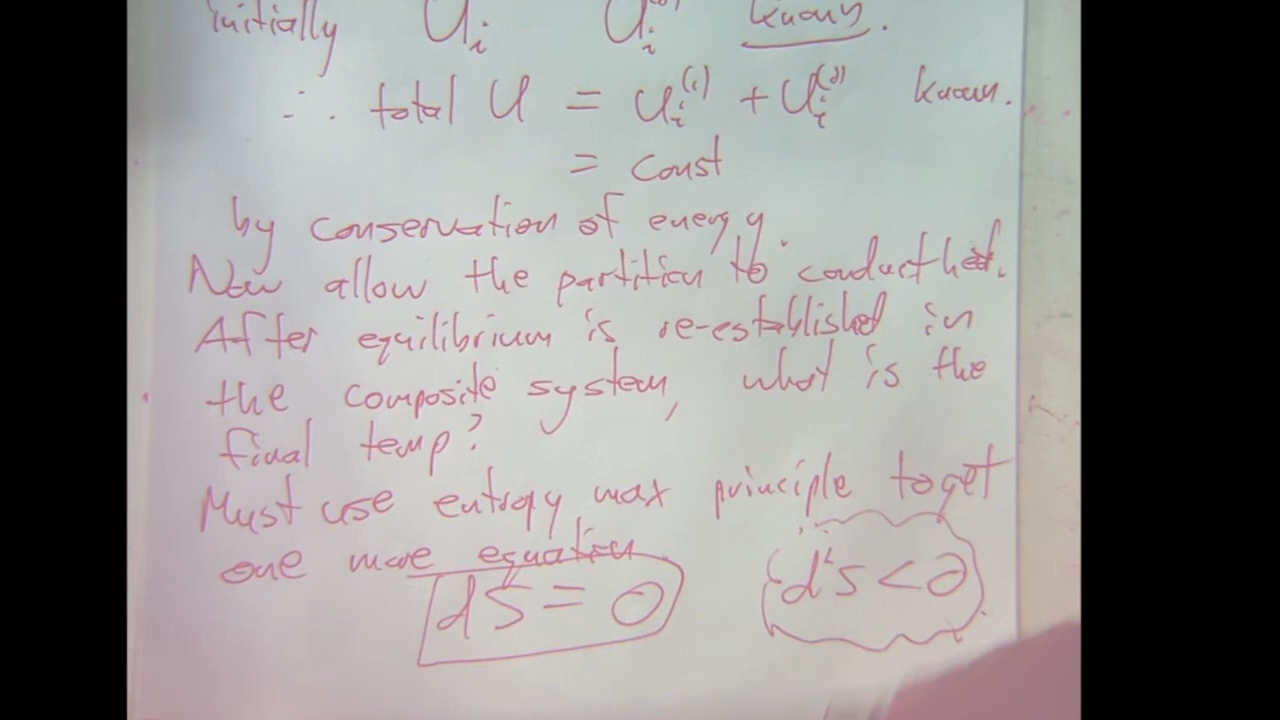 initially U_i U_i known.
∴ total U = U_i^(1) + U_i^(2) known.
= const
by conservation of energy.
Now allow the partition to conduct heat.
After equilibrium is re-established in
the composite system, what is the
final temp?
Must use entropy max principle to get
one more equation
dS = 0 d²S < 0